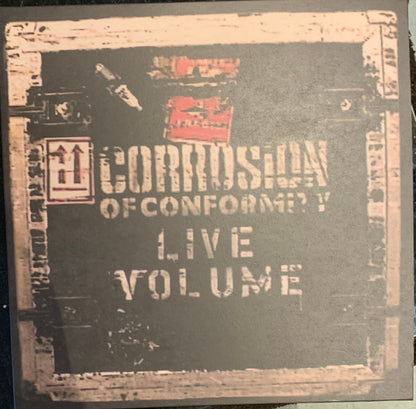 CORROSION
OF CONFORMITY
LIVE
VOLUME